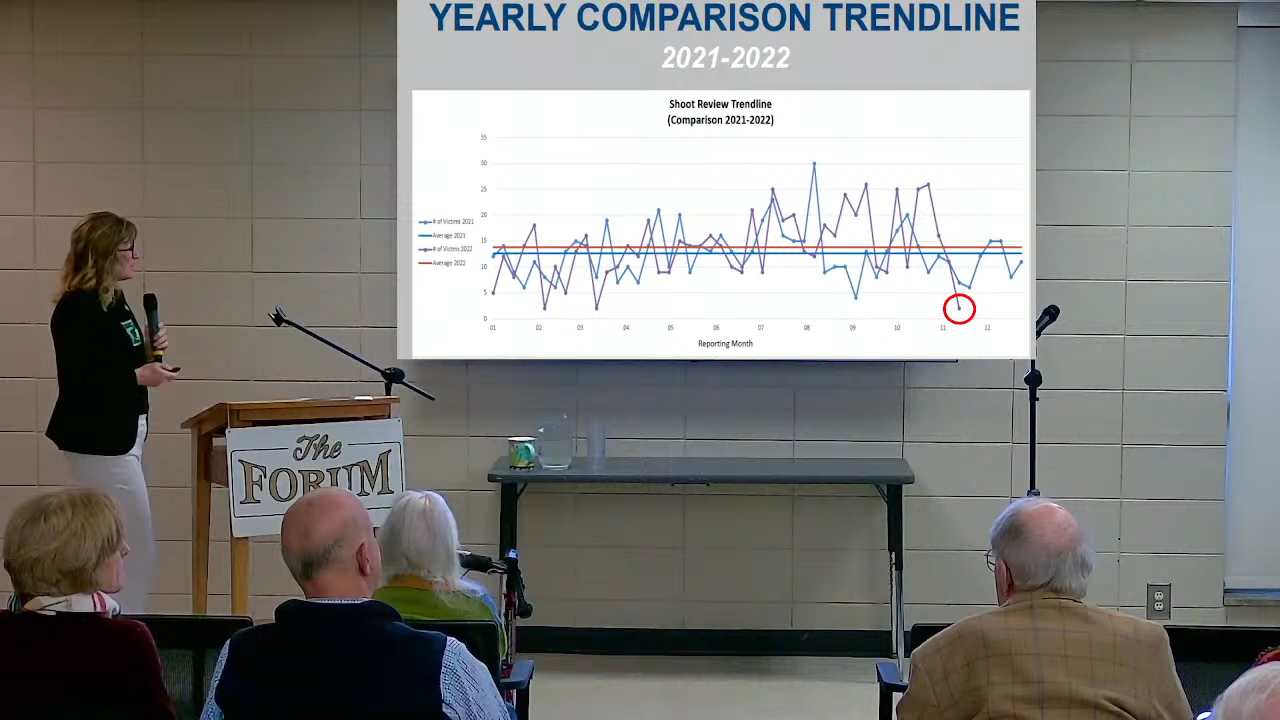 YEARLY COMPARISON TRENDLINE
2021-2022
Shoot Review Trendline
(Comparison 2021-2022)
35
30
25
20
15
10
5
0
# of Victims 2021
Average 2021
# of Victims 2022
Average 2022
01 02 03 04 05 06 07 08 09 10 11 12
Reporting Month
The
FORUM